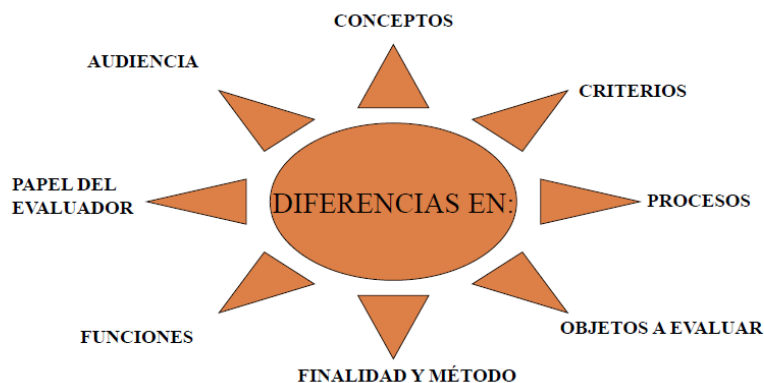 CONCEPTOS
AUDIENCIA
CRITERIOS
PAPEL DEL
EVALUADOR
DIFERENCIAS EN:
PROCESOS
FUNCIONES
OBJETOS A EVALUAR
FINALIDAD Y MÉTODO